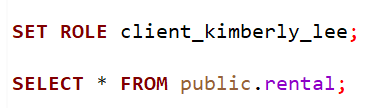 SET ROLE client_kimberly_lee;
SELECT * FROM public.rental;